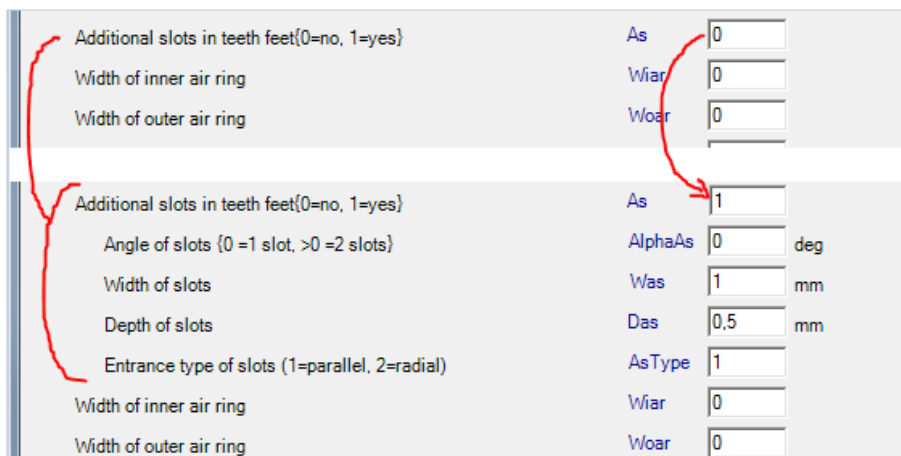 Additional slots in teeth feet{0=no, 1=yes} As 0
Width of inner air ring Wiar 0
Width of outer air ring Woar 0
Additional slots in teeth feet{0=no, 1=yes} As 1
Angle of slots {0 =1 slot, >0 =2 slots} AlphaAs 0 deg
Width of slots Was 1 mm
Depth of slots Das 0,5 mm
Entrance type of slots (1=parallel, 2=radial) AsType 1
Width of inner air ring Wiar 0
Width of outer air ring Woar 0